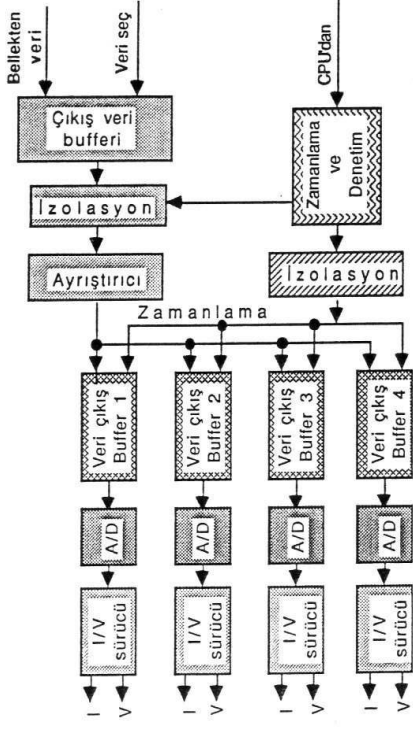 Bellekten
veri
Veri seç
CPU'dan
Çıkış veri
bufferi
Zamanlama
ve
Denetim
İzolasyon
İzolasyon
Ayrıştırıcı
Zamanlama
Veri çıkış
Buffer 1
Veri çıkış
Buffer 2
Veri çıkış
Buffer 3
Veri çıkış
Buffer 4
A/D
A/D
A/D
A/D
I/V
sürücü
I/V
sürücü
I/V
sürücü
I/V
sürücü
I
V
I
V
I
V
I
V